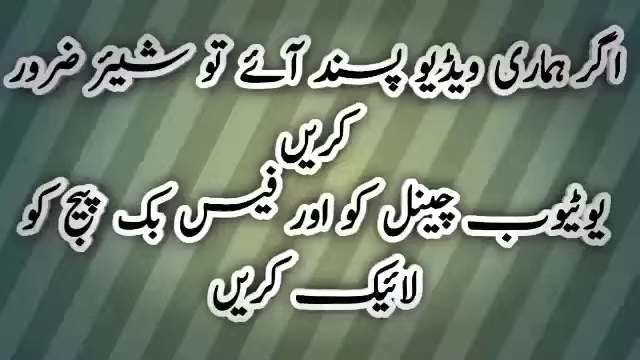 اگر ہماری ویڈیو پسند آئے تو شیئر ضرور
کریں
یوٹیوب چینل کو اور فیس بک پیج کو
لائیک کریں